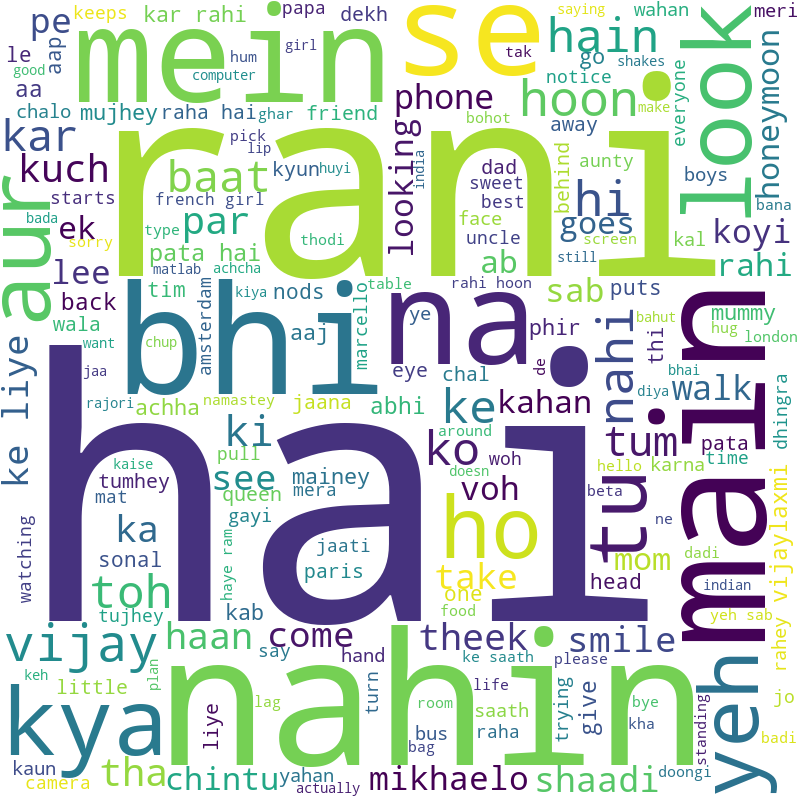 keeps
papa
meri
pe
kar rahi
dekh
wahan
mein
se
hain
look
le
girl
hum
go
good
aap
computer
tak
saying
shakes
notice
aa
phone
hoon
make
everyone
honeymoon
chalo
mujhey
raha hai
ghar
friend
bohot
away
kar
pick
lip
looking
india
behind
rani
baat
kyun
huyi
dad
aunty
boys
kuch
sweet
hi
starts
french girl
best
bana
aur
ek
par
face
goes
bada
type
thodi
uncle
screen
kal
koyi
sorry
pata hai
ab
still
lee
matlab
achcha
table
rahi hoon
sab
rahi
back
tim
kiya
nods
amsterdam
marcello
puts
mummy
wala
bhi
aaj
na
ye
phir
nahi
thi
hug
london
want
chup
eye
de
bhai
main
ke liye
jaa
chal
diya
walk
rajori
namastey
jaana
abhi
ke
kahan
dhingra
achha
hai
ki
around
ko
woh
tum
pata
kaise
pull
see
mainey
doesn
hello
karna
time
tumhey
queen
mera
voh
tu
beta
mat
gayi
ho
ne
watching
ka
jaati
mom
dadi
rahey vijaylaxmi
sonal
haye ram
paris
take
head
indian
toh
one
tujhey
kab
food
yeh sab
vijay
haan
come
theek
smile
yeh
say
hand
ke saath
please
keh
plan
little
turn
life
trying
give
jo
kya
nahin
lag
room
saath
bye
standing
liye
bus
raha
kha
badi
kaun
tha
bag
doongi
camera
chintu
yahan
actually
mikhaelo
shaadi